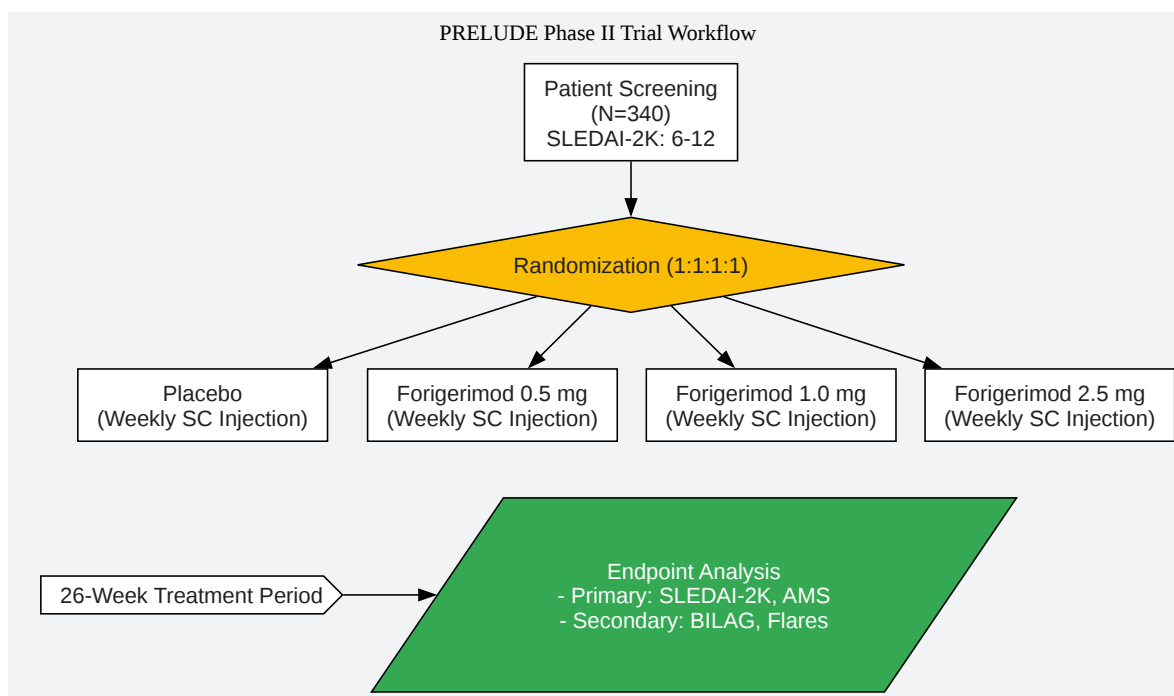 PRELUDE Phase II Trial Workflow
Patient Screening
(N=340)
SLEDAI-2K: 6-12
Randomization (1:1:1:1)
Placebo
(Weekly SC Injection)
Forigerimod 0.5 mg
(Weekly SC Injection)
Forigerimod 1.0 mg
(Weekly SC Injection)
Forigerimod 2.5 mg
(Weekly SC Injection)
26-Week Treatment Period
Endpoint Analysis
- Primary: SLEDAI-2K, AMS
- Secondary: BILAG, Flares